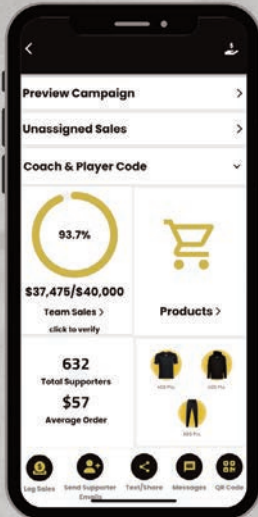 Preview Campaign >
Unassigned Sales >
Coach & Player Code
93.7%
$37,475/$40,000
Team Sales >
click to verify
Products >
632
Total Supporters
$57
Average Order
Log Sales
Send Supporter
Emails
Text/Share
Messages
QR Code